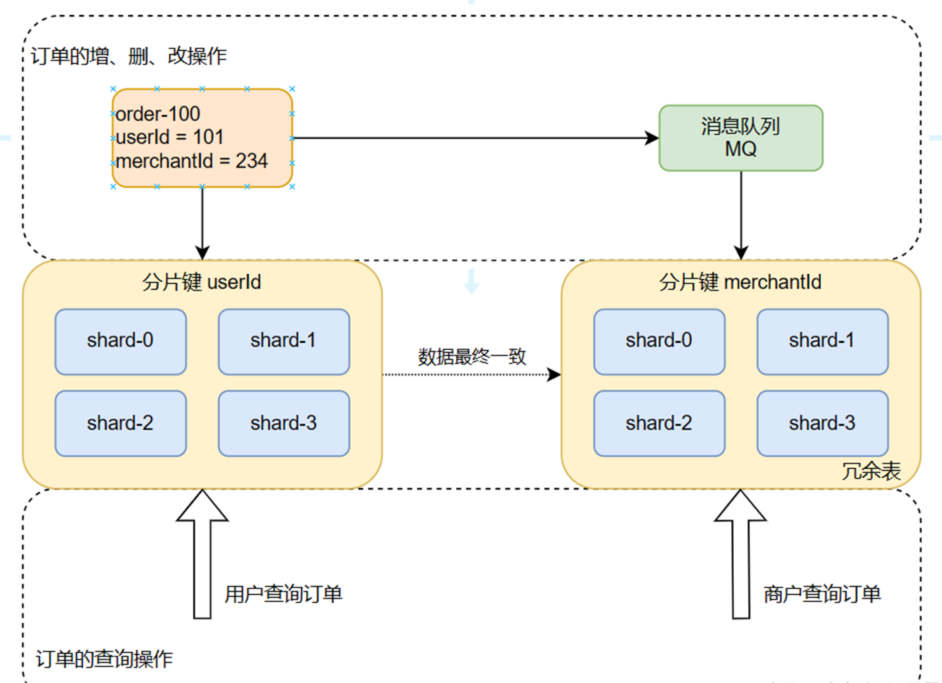 订单的增、删、改操作
order-100
userId = 101
merchantId = 234
消息队列
MQ
分片键 userId
分片键 merchantId
shard-0
shard-1
shard-0
shard-1
数据最终一致
shard-2
shard-3
shard-2
shard-3
冗余表
用户查询订单
商户查询订单
订单的查询操作